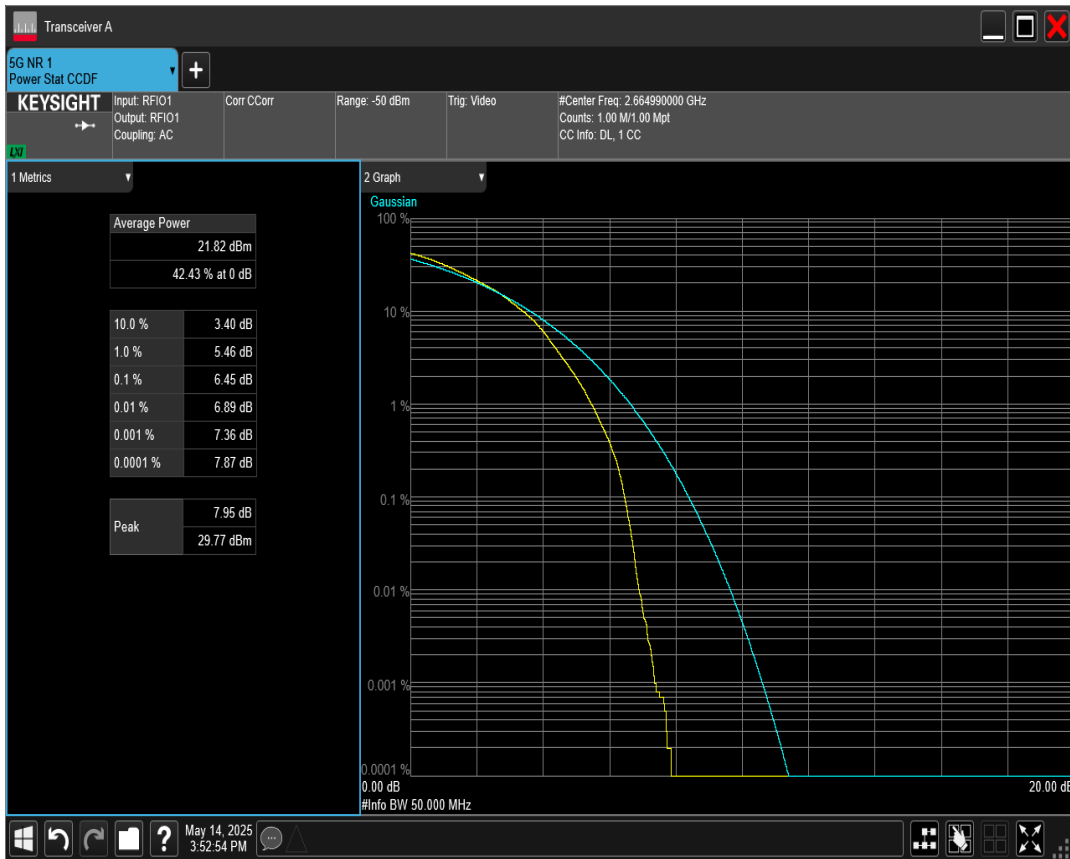 Transceiver A
5G NR 1
Power Stat CCDF
KEYSIGHT
LXI
Input: RFIO1
Output: RFIO1
Coupling: AC
Corr CCorr
Range: -50 dBm
Trig: Video
#Center Freq: 2.664990000 GHz
Counts: 1.00 M/1.00 Mpt
CC Info: DL, 1 CC
1 Metrics
Average Power
21.82 dBm
42.43 % at 0 dB
10.0 % 3.40 dB
1.0 % 5.46 dB
0.1 % 6.45 dB
0.01 % 6.89 dB
0.001 % 7.36 dB
0.0001 % 7.87 dB
Peak 7.95 dB
29.77 dBm
2 Graph
Gaussian
100 %
10 %
1 %
0.1 %
0.01 %
0.001 %
0.0001 %
0.00 dB 20.00 dB
#Info BW 50.000 MHz
?
May 14, 2025
3:52:54 PM